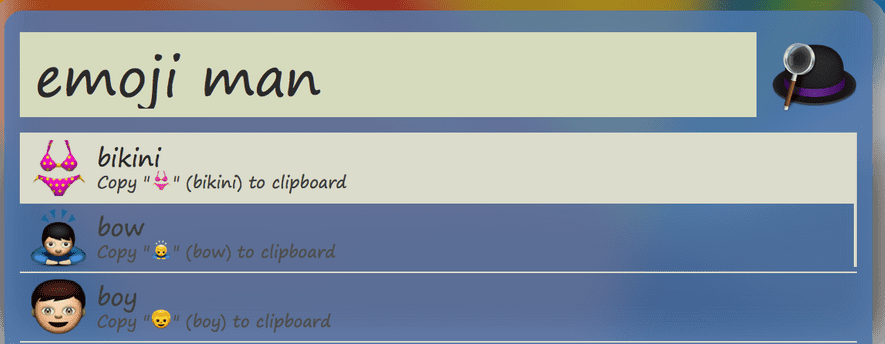 emoji man
bikini
Copy "👙" (bikini) to clipboard
bow
Copy "🙇" (bow) to clipboard
boy
Copy "👦" (boy) to clipboard